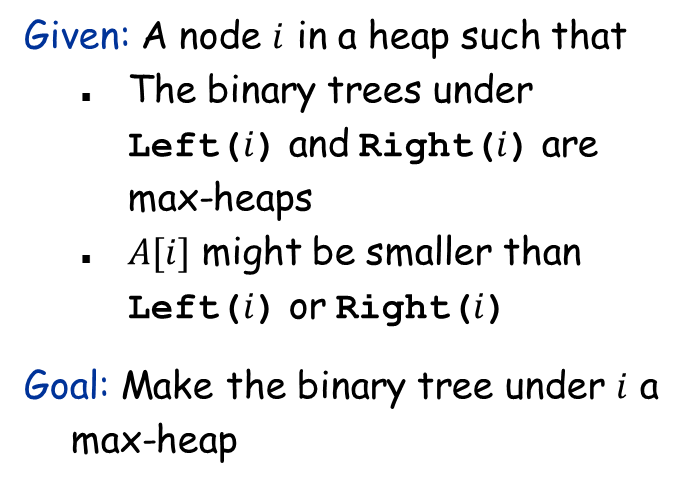 Given: A node i in a heap such that
▪ The binary trees under
Left(i) and Right(i) are
max-heaps
▪ A[i] might be smaller than
Left(i) or Right(i)
Goal: Make the binary tree under i a
max-heap